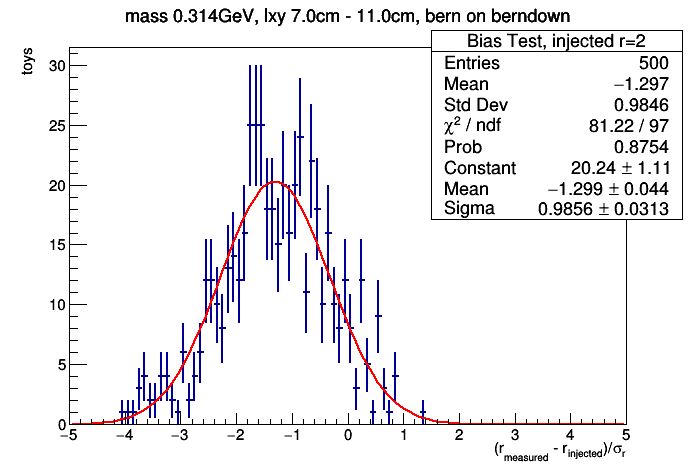 mass 0.314GeV, lxy 7.0cm - 11.0cm, bern on berndown
Bias Test, injected r=2
Entries 500
Mean −1.297
Std Dev 0.9846
χ² / ndf 81.22 / 97
Prob 0.8754
Constant 20.24 ± 1.11
Mean −1.299 ± 0.044
Sigma 0.9856 ± 0.0313
toys
30
25
20
15
10
5
0
−5 −4 −3 −2 −1 0 1 2 3 4 5
(r_measured - r_injected)/σ_r